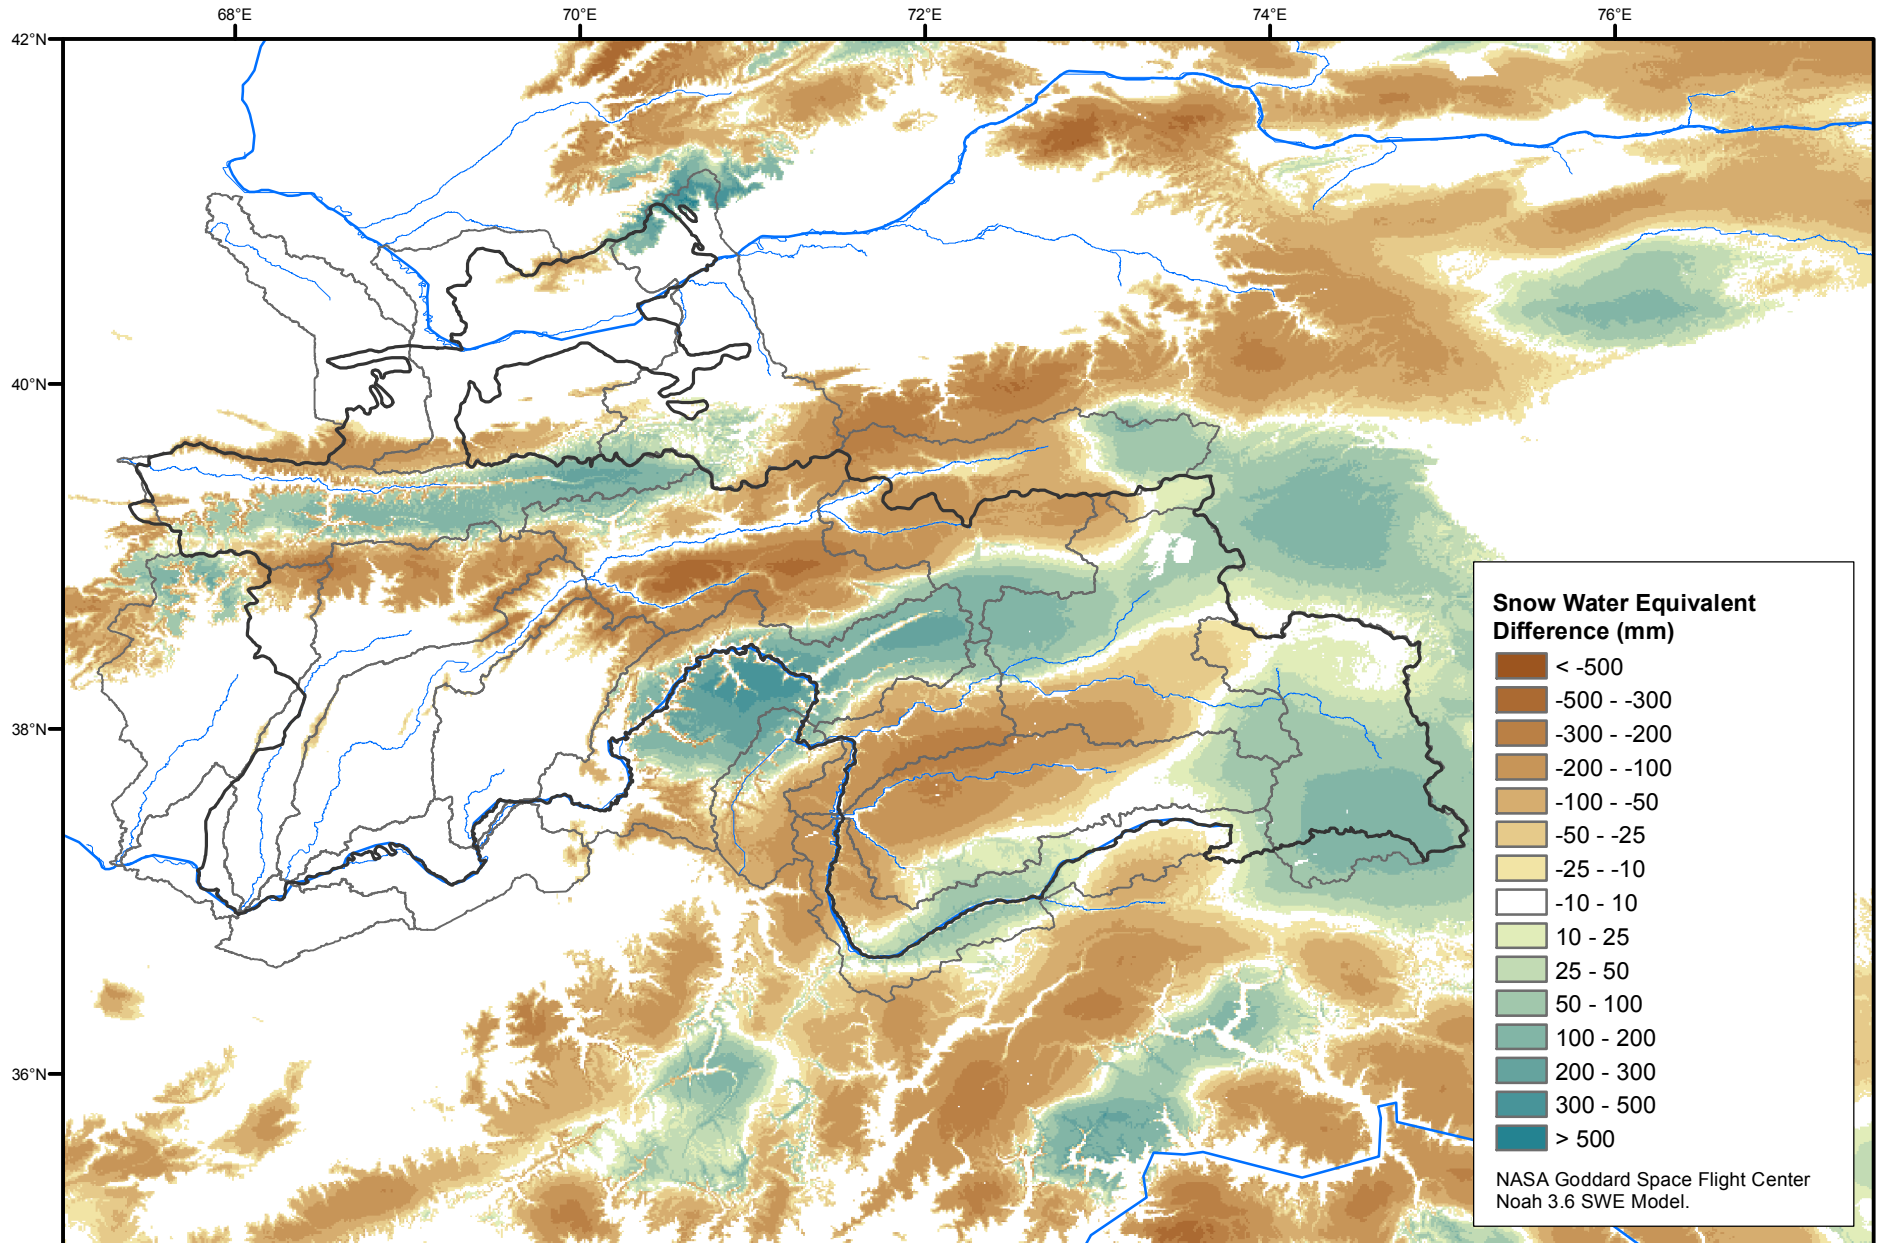 68°E 70°E 72°E 74°E 76°E
42°N
40°N
38°N
36°N
Snow Water Equivalent
Difference (mm)
< -500
-500 - -300
-300 - -200
-200 - -100
-100 - -50
-50 - -25
-25 - -10
-10 - 10
10 - 25
25 - 50
50 - 100
100 - 200
200 - 300
300 - 500
> 500
NASA Goddard Space Flight Center
Noah 3.6 SWE Model.